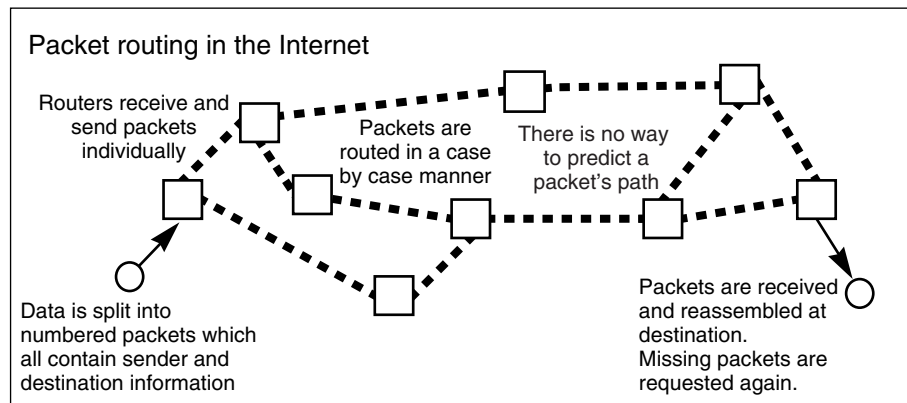 Packet routing in the Internet
Routers receive and
send packets
individually
Packets are
routed in a case
by case manner
There is no way
to predict a
packet's path
Data is split into
numbered packets which
all contain sender and
destination information
Packets are received
and reassembled at
destination.
Missing packets are
requested again.